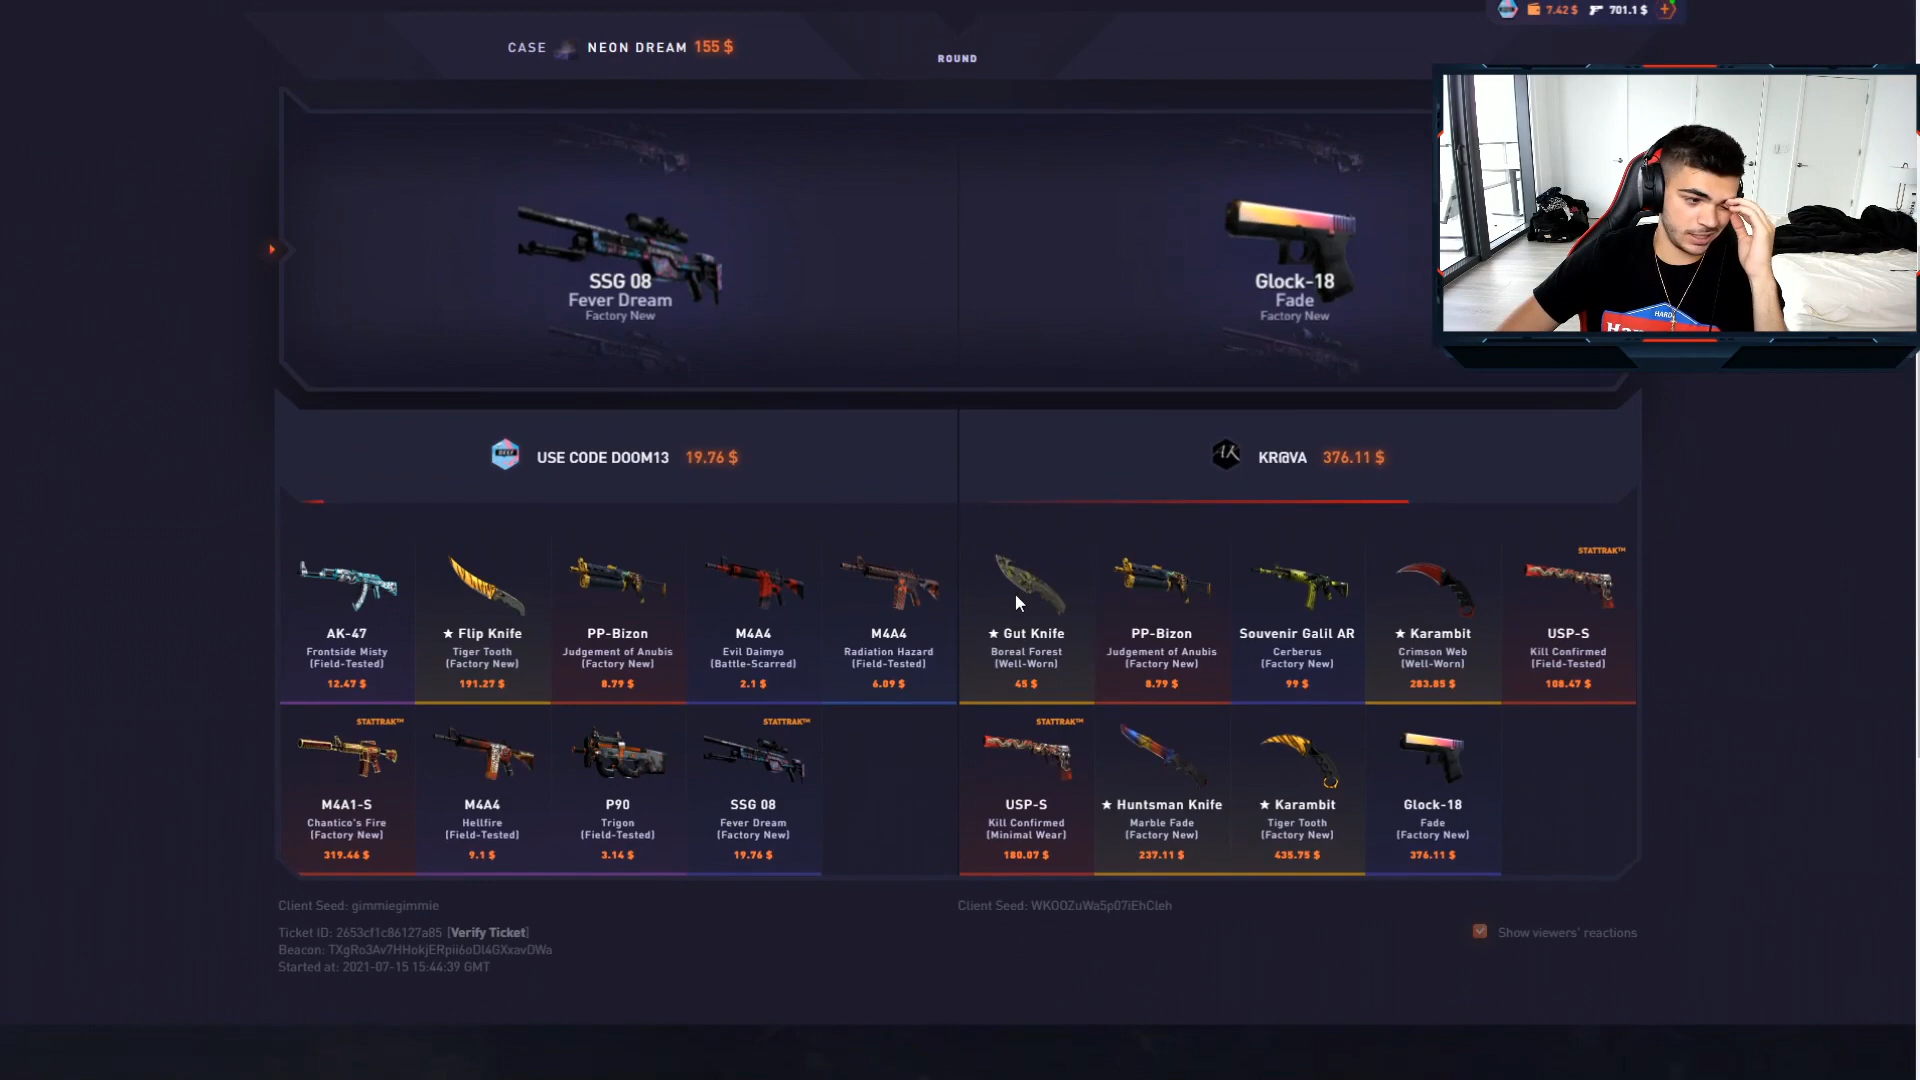 7.42 $ 701.1 $
CASE NEON DREAM 155 $
ROUND
SSG 08
Fever Dream
Factory New
Glock-18
Fade
Factory New
HARD
USE CODE DOOM13 19.76 $
KR@VA 376.11 $
AK-47
Frontside Misty
(Field-Tested)
12.47 $
★ Flip Knife
Tiger Tooth
(Factory New)
191.27 $
PP-Bizon
Judgement of Anubis
(Factory New)
8.79 $
M4A4
Evil Daimyo
(Battle-Scarred)
2.1 $
M4A4
Radiation Hazard
(Field-Tested)
6.09 $
★ Gut Knife
Boreal Forest
(Well-Worn)
45 $
PP-Bizon
Judgement of Anubis
(Factory New)
8.79 $
Souvenir Galil AR
Cerberus
(Factory New)
99 $
★ Karambit
Crimson Web
(Well-Worn)
283.85 $
STATTRAK™
USP-S
Kill Confirmed
(Field-Tested)
108.47 $
STATTRAK™
M4A1-S
Chantico's Fire
(Factory New)
319.46 $
M4A4
Hellfire
(Field-Tested)
9.1 $
P90
Trigon
(Field-Tested)
3.14 $
STATTRAK™
SSG 08
Fever Dream
(Factory New)
19.76 $
STATTRAK™
USP-S
Kill Confirmed
(Minimal Wear)
180.07 $
★ Huntsman Knife
Marble Fade
(Factory New)
237.11 $
★ Karambit
Tiger Tooth
(Factory New)
435.75 $
Glock-18
Fade
(Factory New)
376.11 $
Client Seed: gimmiegimmie
Client Seed: WKOOZuWa5p07iEhCleh
Ticket ID: 2653cf1c86127a85 [Verify Ticket]
Beacon: TXgRo3Av7HHokjERpii6oDl4GXxavDWa
Started at: 2021-07-15 15:44:39 GMT
Show viewers' reactions